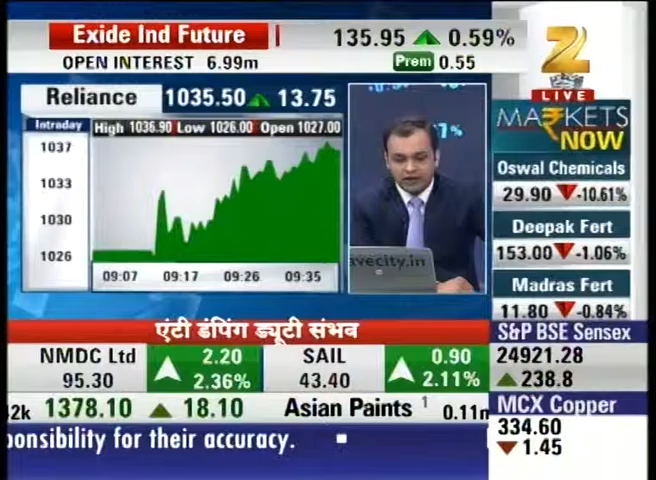 Exide Ind Future
135.95 0.59%
OPEN INTEREST 6.99m
Prem 0.55
LIVE
MARKETS
NOW
Reliance
1035.50 13.75
Intraday
High 1036.90 Low 1026.00 Open 1027.00
1037
1033
1030
1026
09:07 09:17 09:26 09:35
7%
avecity.in
Oswal Chemicals
29.90 -10.61%
Deepak Fert
153.00 -1.06%
Madras Fert
11.80 -0.84%
एंटी डंपिंग ड्यूटी संभव
NMDC Ltd
95.30
2.20
2.36%
SAIL
43.40
0.90
2.11%
S&P BSE Sensex
24921.28
238.8
MCX Copper
334.60
1.45
2k 1378.10 18.10 Asian Paints 1 0.11m
onsibility for their accuracy.